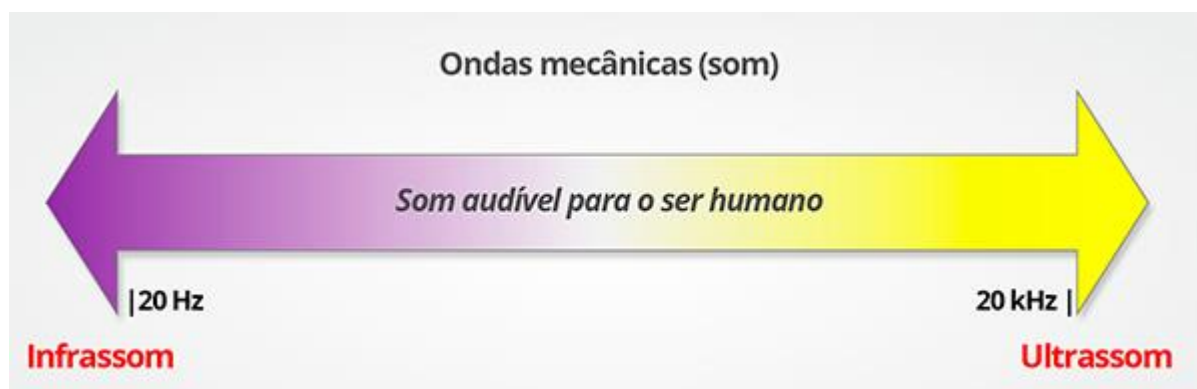 Ondas mecânicas (som)
Som audível para o ser humano
|20 Hz
20 kHz |
Infrassom
Ultrassom